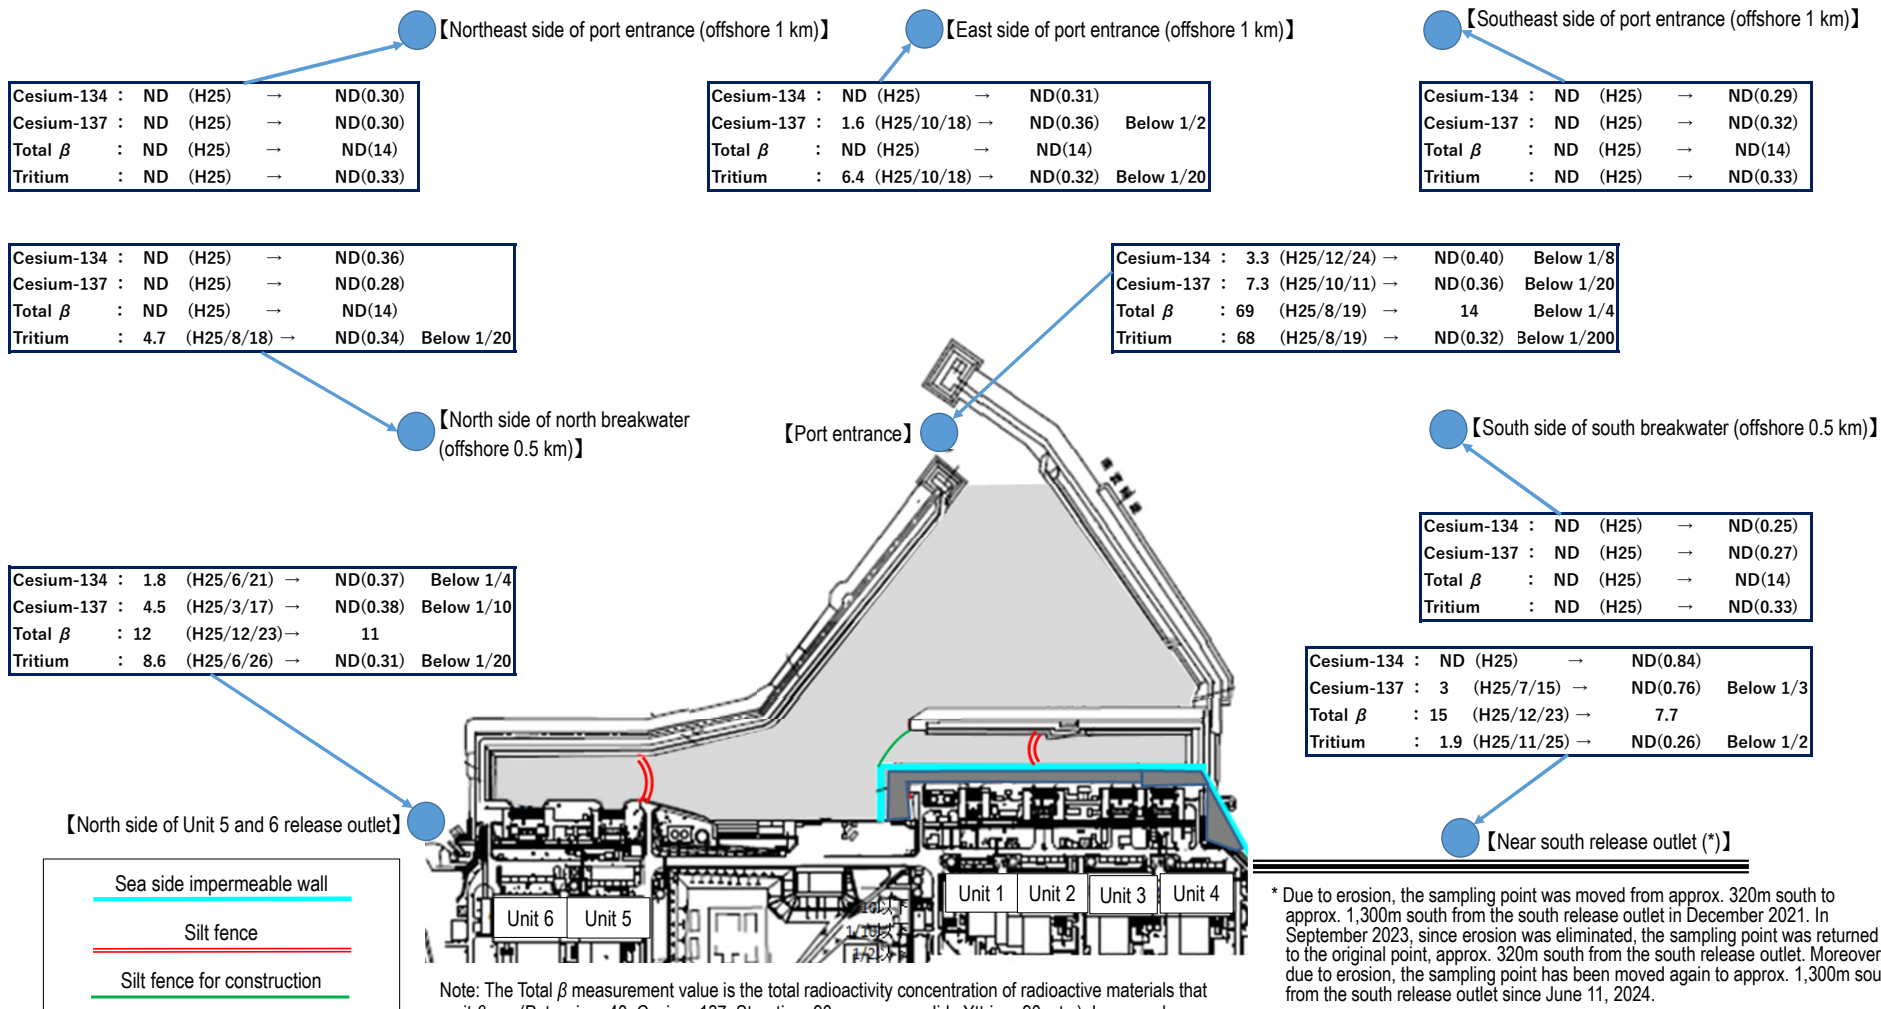 【Northeast side of port entrance (offshore 1 km)】
Cesium-134 : ND (H25) → ND(0.30)
Cesium-137 : ND (H25) → ND(0.30)
Total β : ND (H25) → ND(14)
Tritium : ND (H25) → ND(0.33)
【East side of port entrance (offshore 1 km)】
Cesium-134 : ND (H25) → ND(0.31)
Cesium-137 : 1.6 (H25/10/18) → ND(0.36) Below 1/2
Total β : ND (H25) → ND(14)
Tritium : 6.4 (H25/10/18) → ND(0.32) Below 1/20
【Southeast side of port entrance (offshore 1 km)】
Cesium-134 : ND (H25) → ND(0.29)
Cesium-137 : ND (H25) → ND(0.32)
Total β : ND (H25) → ND(14)
Tritium : ND (H25) → ND(0.33)
Cesium-134 : ND (H25) → ND(0.36)
Cesium-137 : ND (H25) → ND(0.28)
Total β : ND (H25) → ND(14)
Tritium : 4.7 (H25/8/18) → ND(0.34) Below 1/20
【North side of north breakwater
(offshore 0.5 km)】
Cesium-134 : 3.3 (H25/12/24) → ND(0.40) Below 1/8
Cesium-137 : 7.3 (H25/10/11) → ND(0.36) Below 1/20
Total β : 69 (H25/8/19) → 14 Below 1/4
Tritium : 68 (H25/8/19) → ND(0.32) Below 1/200
【Port entrance】
【South side of south breakwater (offshore 0.5 km)】
Cesium-134 : ND (H25) → ND(0.25)
Cesium-137 : ND (H25) → ND(0.27)
Total β : ND (H25) → ND(14)
Tritium : ND (H25) → ND(0.33)
Cesium-134 : 1.8 (H25/6/21) → ND(0.37) Below 1/4
Cesium-137 : 4.5 (H25/3/17) → ND(0.38) Below 1/10
Total β : 12 (H25/12/23)→ 11
Tritium : 8.6 (H25/6/26) → ND(0.31) Below 1/20
【North side of Unit 5 and 6 release outlet】
Cesium-134 : ND (H25) → ND(0.84)
Cesium-137 : 3 (H25/7/15) → ND(0.76) Below 1/3
Total β : 15 (H25/12/23) → 7.7
Tritium : 1.9 (H25/11/25) → ND(0.26) Below 1/2
【Near south release outlet (*)】
Unit 1 Unit 2 Unit 3 Unit 4
Unit 6 Unit 5
1/10以下
1/2以下
Sea side impermeable wall
Silt fence
Silt fence for construction
* Due to erosion, the sampling point was moved from approx. 320m south to
approx. 1,300m south from the south release outlet in December 2021. In
September 2023, since erosion was eliminated, the sampling point was returned
to the original point, approx. 320m south from the south release outlet. Moreover
due to erosion, the sampling point has been moved again to approx. 1,300m sou
from the south release outlet since June 11, 2024.
Note: The Total β measurement value is the total radioactivity concentration of radioactive materials that